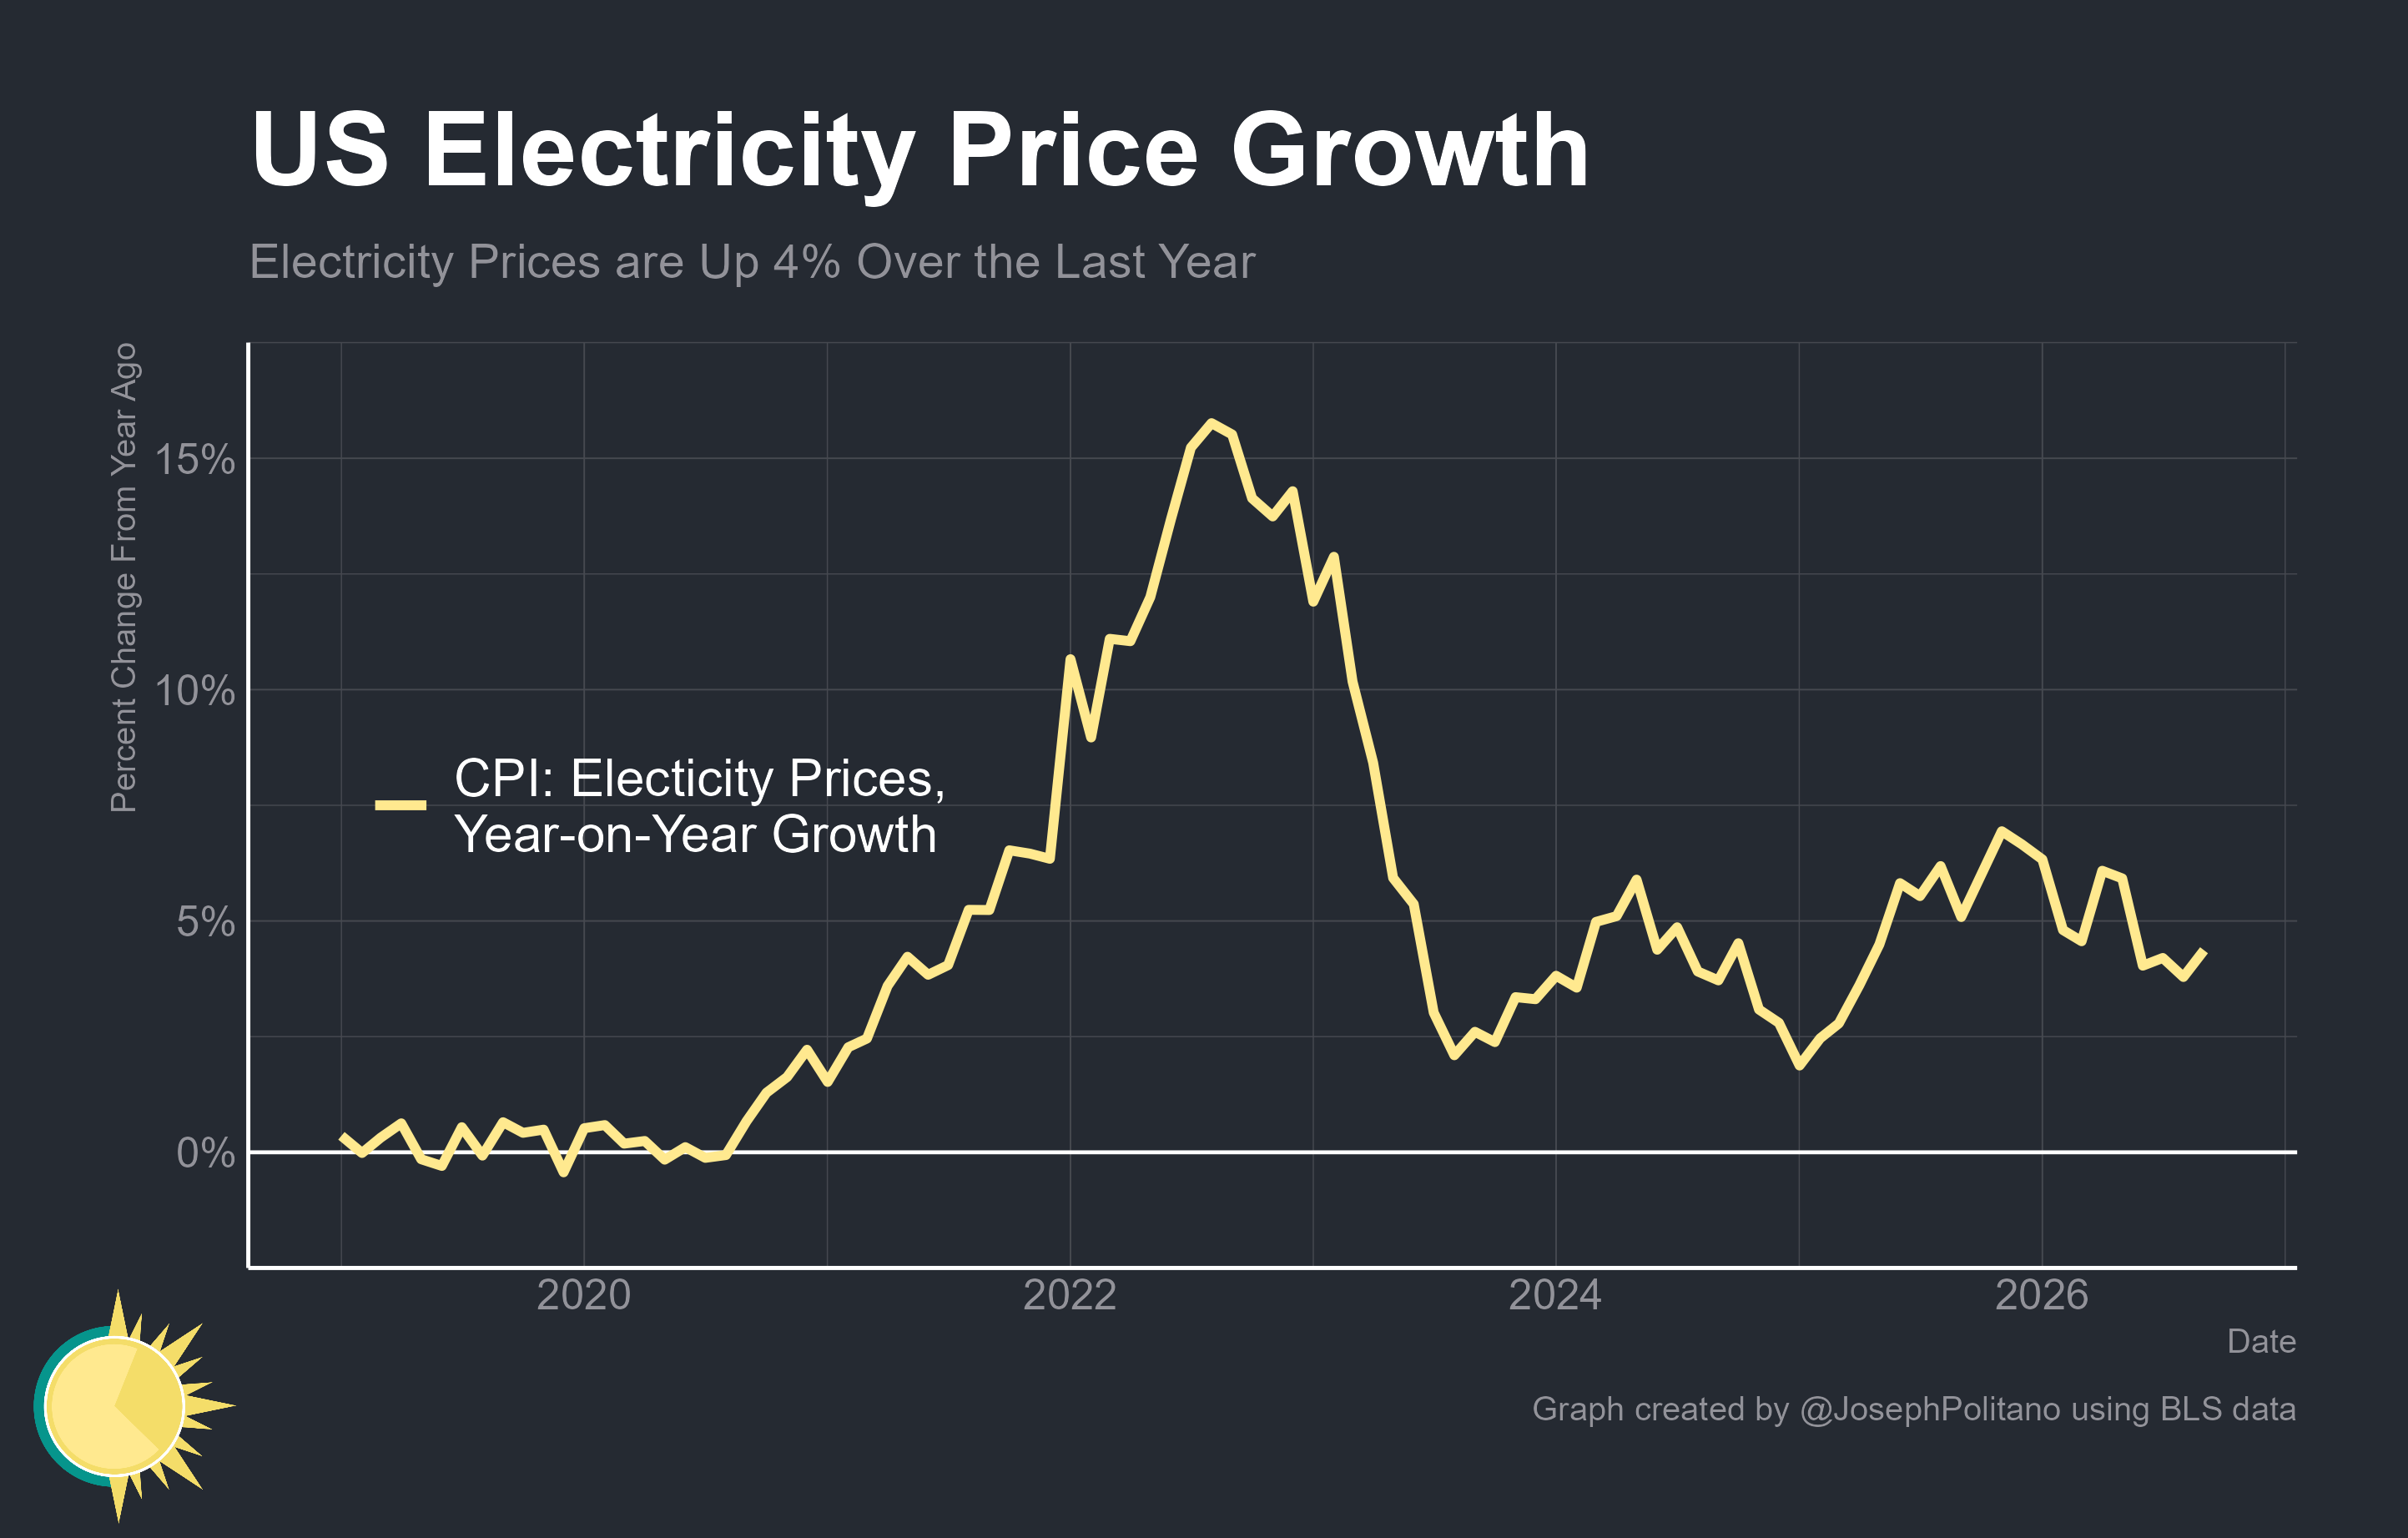 US Electricity Price Growth
Electricity Prices are Up 4% Over the Last Year
Percent Change From Year Ago
15%
10%
5%
0%
CPI: Electicity Prices,
Year-on-Year Growth
2020
2022
2024
2026
Date
Graph created by @JosephPolitano using BLS data